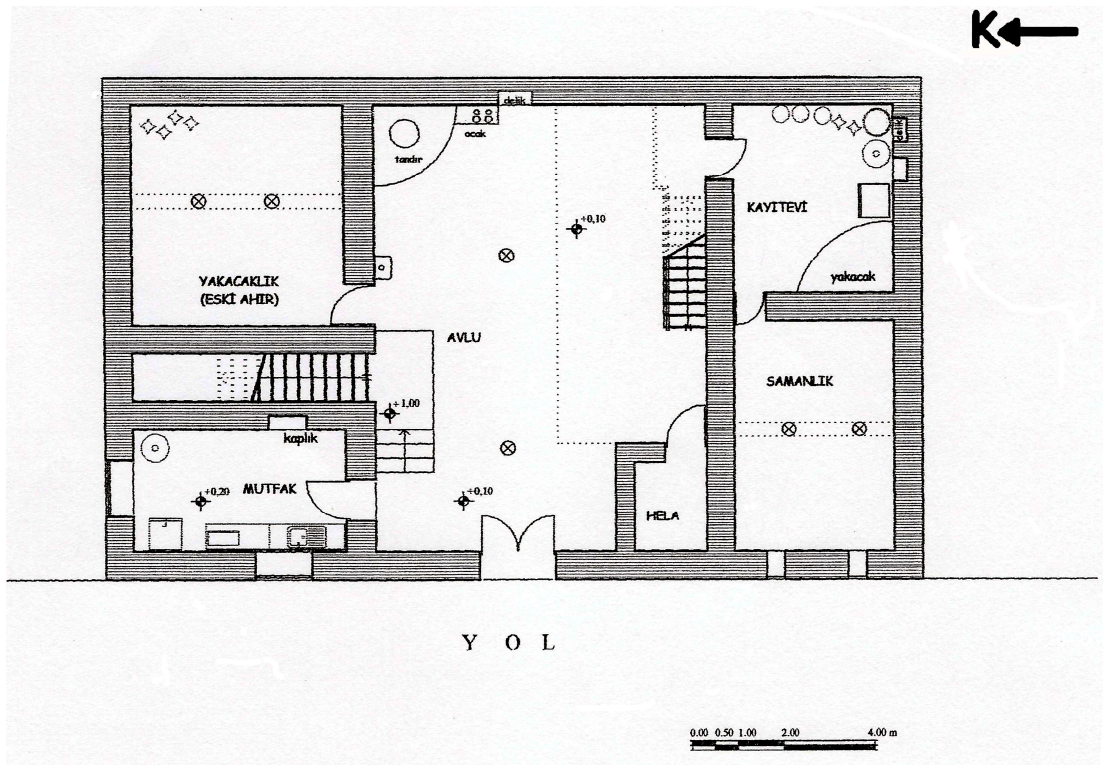 K
delik
ocak
tandır
delik
+0,10
KAYITEVİ
yakacak
YAKACAKLIK
(ESKİ AHIR)
AVLU
SAMANLIK
+1,00
kaplık
MUTFAK
+0,20
+0,10
HELA
Y O L
0.00 0.50 1.00 2.00 4.00 m